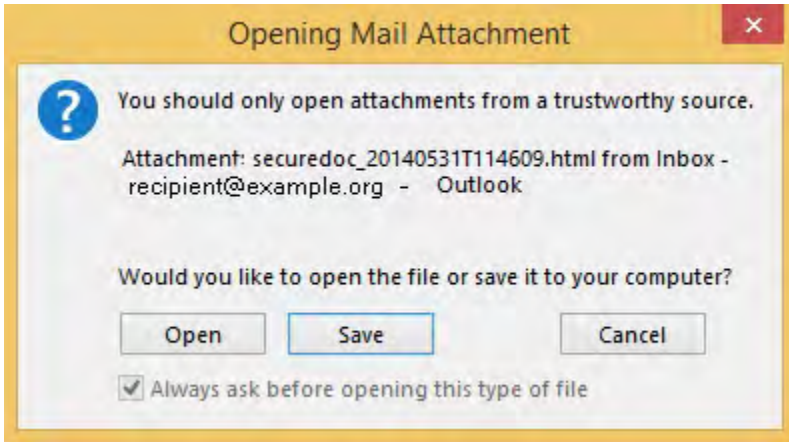 Opening Mail Attachment
You should only open attachments from a trustworthy source.
Attachment: securedoc_20140531T114609.html from Inbox -
recipient@example.org - Outlook
Would you like to open the file or save it to your computer?
Open Save Cancel
Always ask before opening this type of file